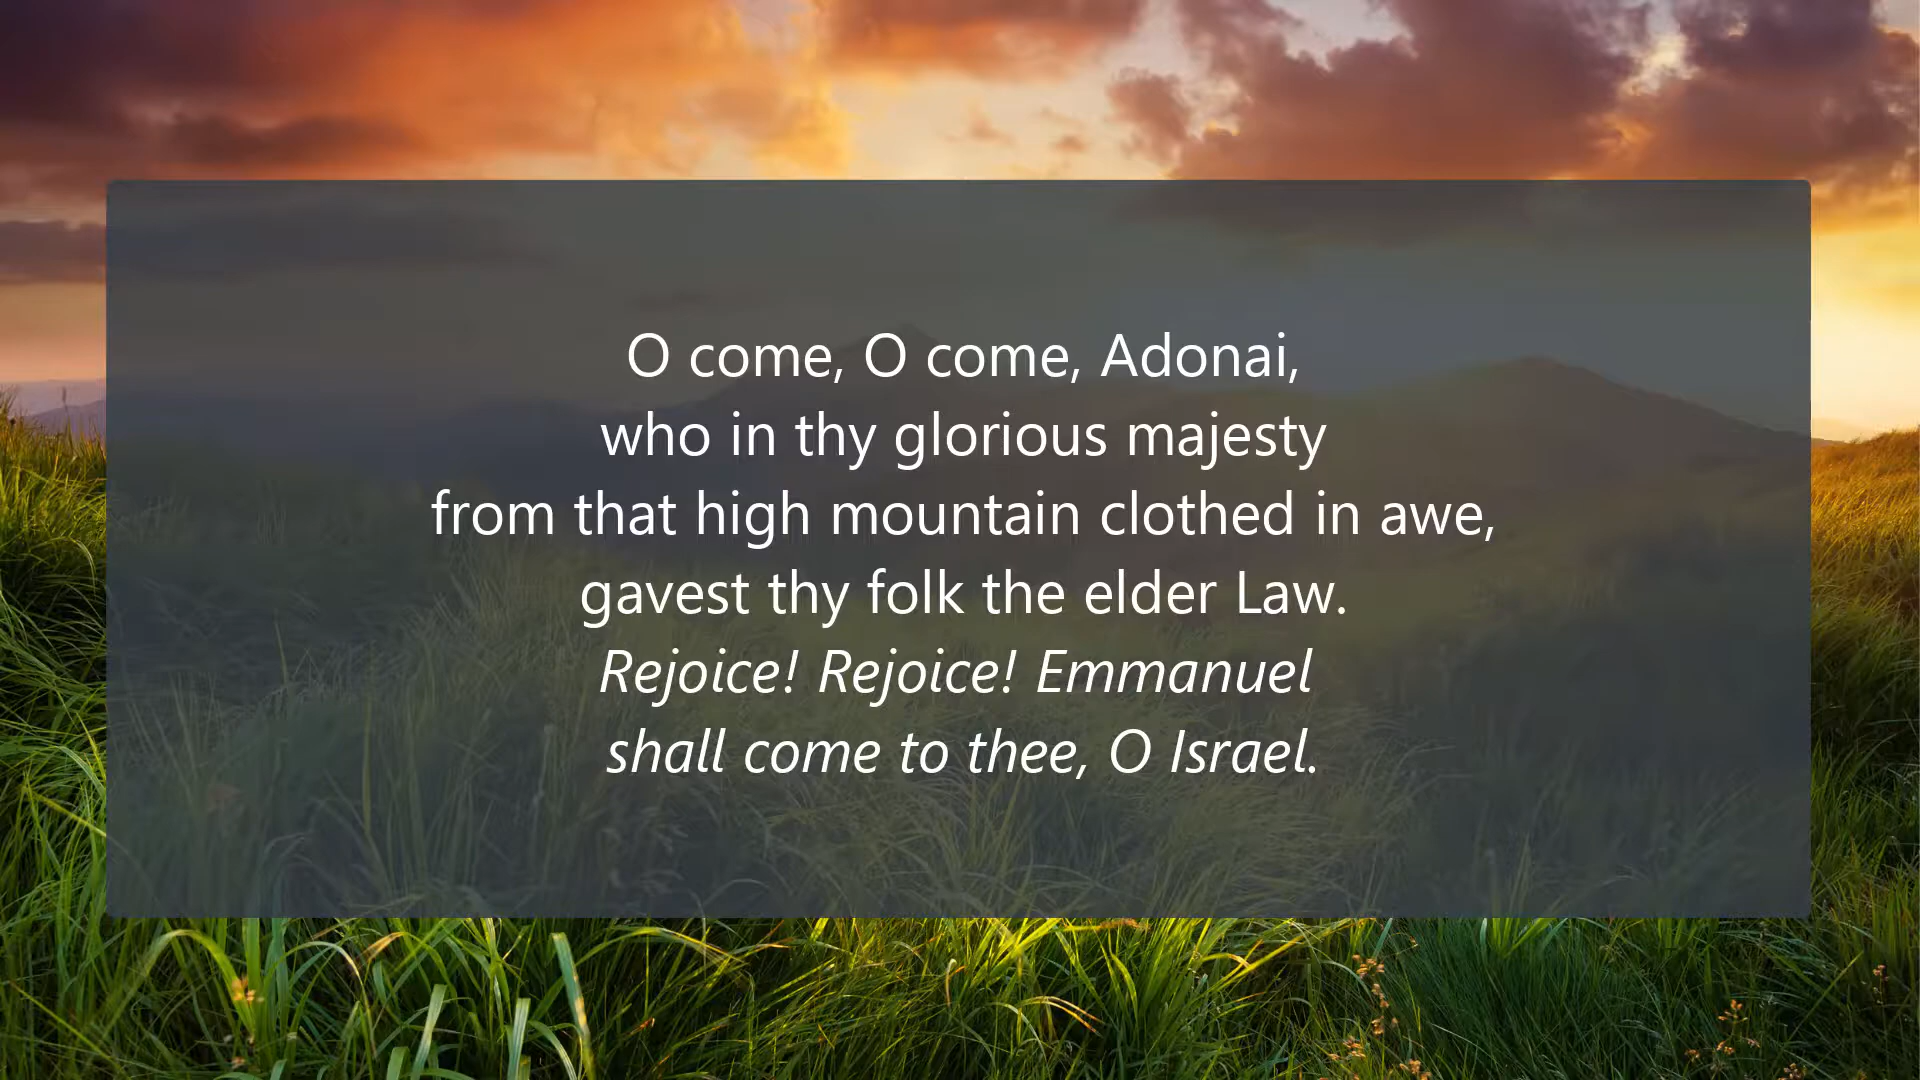 O come, O come, Adonai,
who in thy glorious majesty
from that high mountain clothed in awe,
gavest thy folk the elder Law.
Rejoice! Rejoice! Emmanuel
shall come to thee, O Israel.